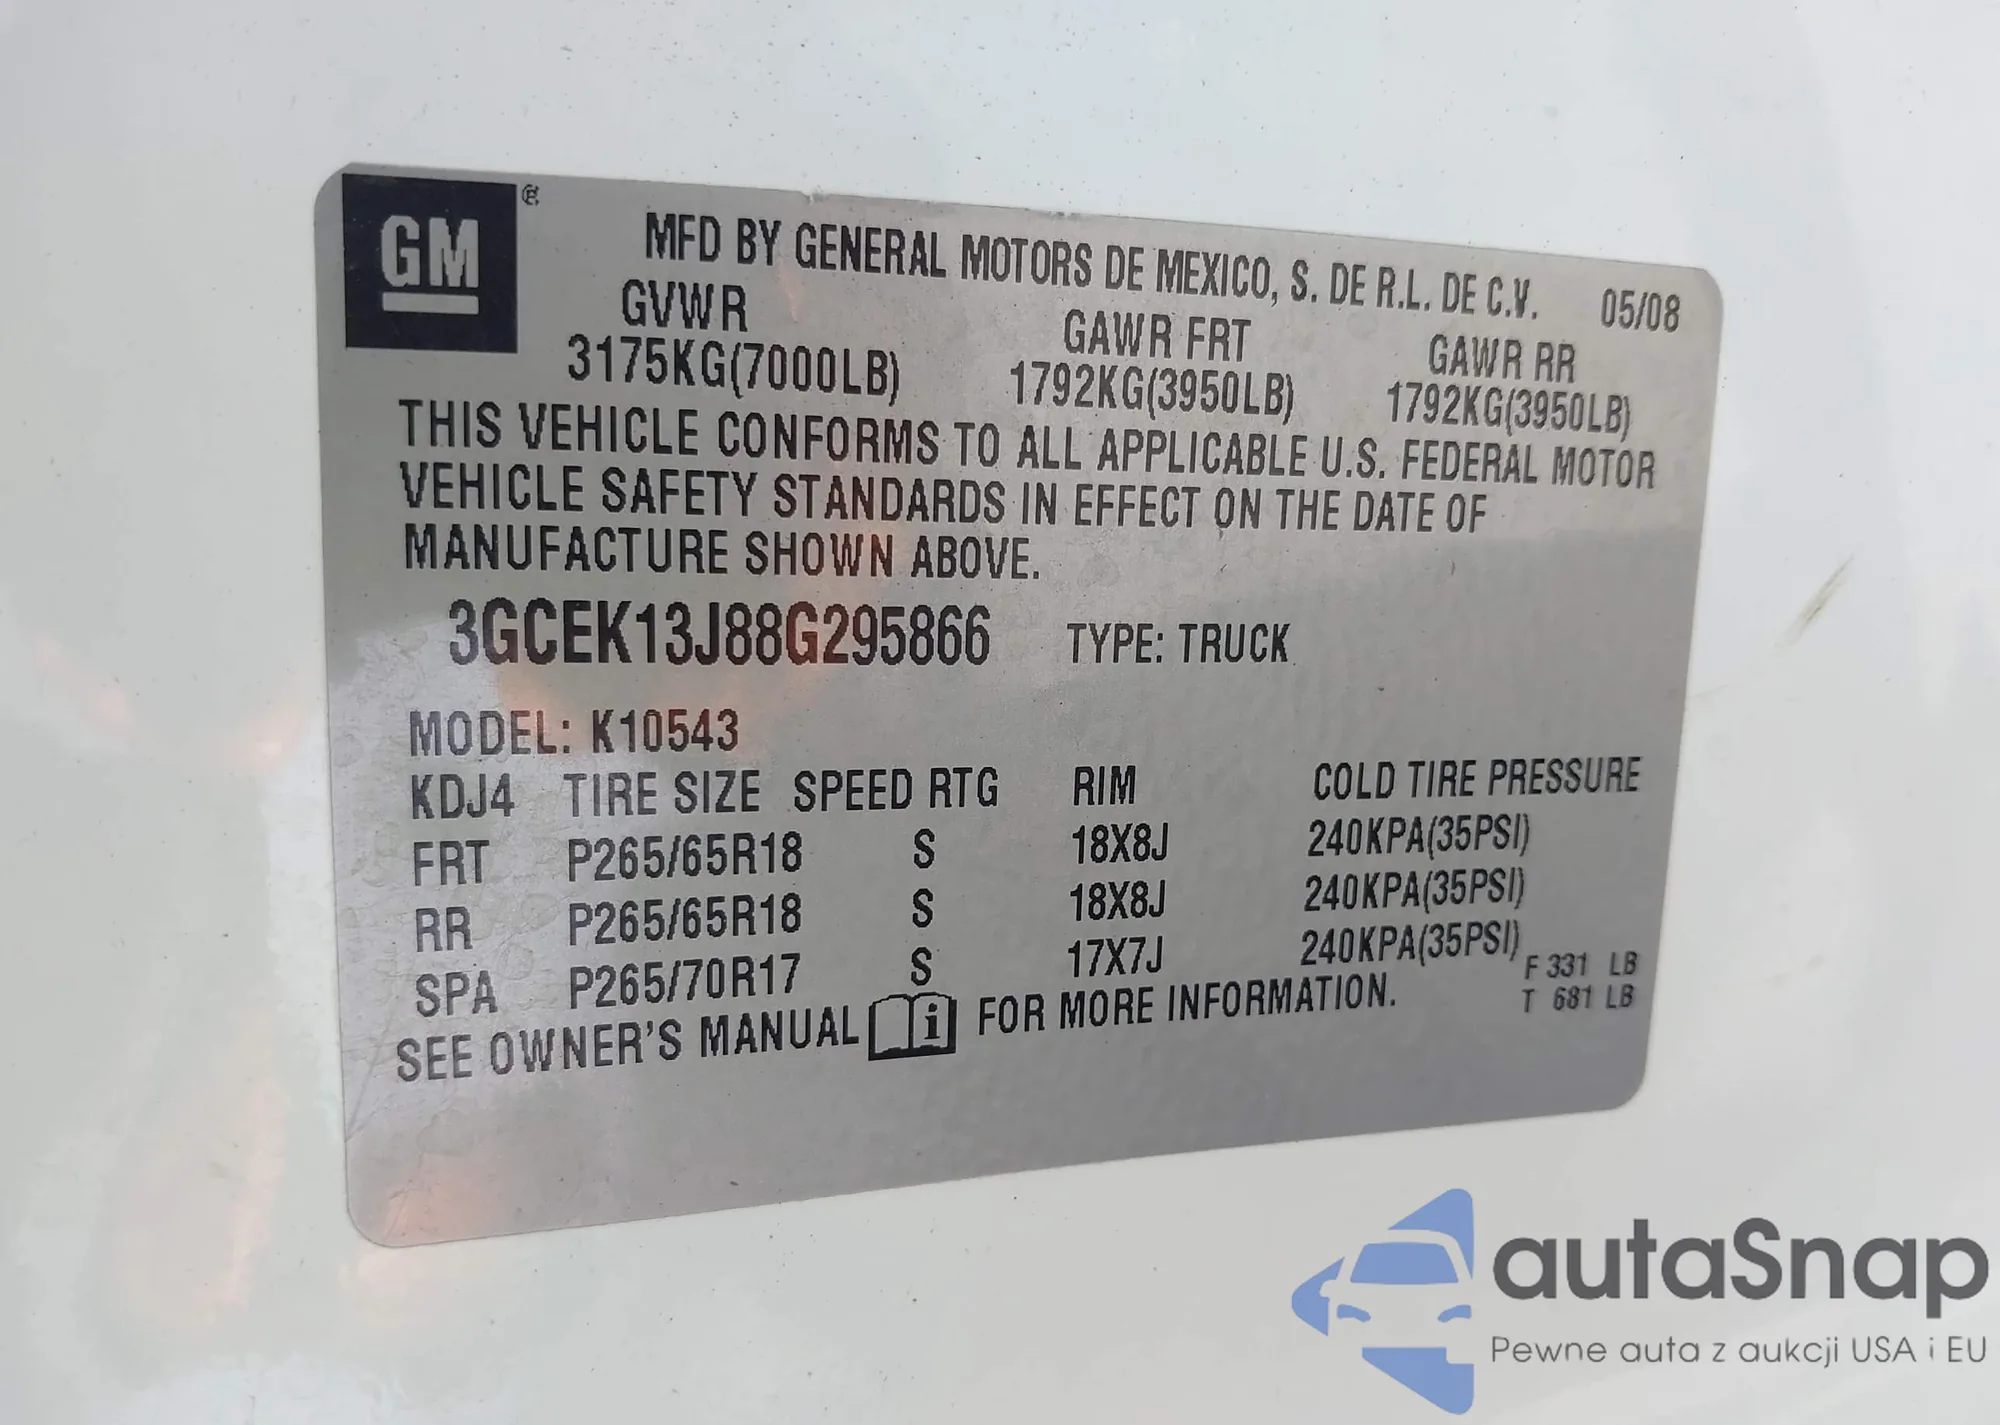 GM ®
MFD BY GENERAL MOTORS DE MEXICO, S. DE R.L. DE C.V. 05/08
GVWR GAWR FRT GAWR RR
3175KG(7000LB) 1792KG(3950LB) 1792KG(3950LB)
THIS VEHICLE CONFORMS TO ALL APPLICABLE U.S. FEDERAL MOTOR
VEHICLE SAFETY STANDARDS IN EFFECT ON THE DATE OF
MANUFACTURE SHOWN ABOVE.
3GCEK13J88G295866 TYPE: TRUCK
MODEL: K10543
KDJ4 TIRE SIZE SPEED RTG RIM COLD TIRE PRESSURE
FRT P265/65R18 S 18X8J 240KPA(35PSI)
RR P265/65R18 S 18X8J 240KPA(35PSI)
SPA P265/70R17 S 17X7J 240KPA(35PSI)
F 331 LB
T 681 LB
SEE OWNER'S MANUAL i FOR MORE INFORMATION.
autaSnap
Pewne auta z aukcji USA i EU